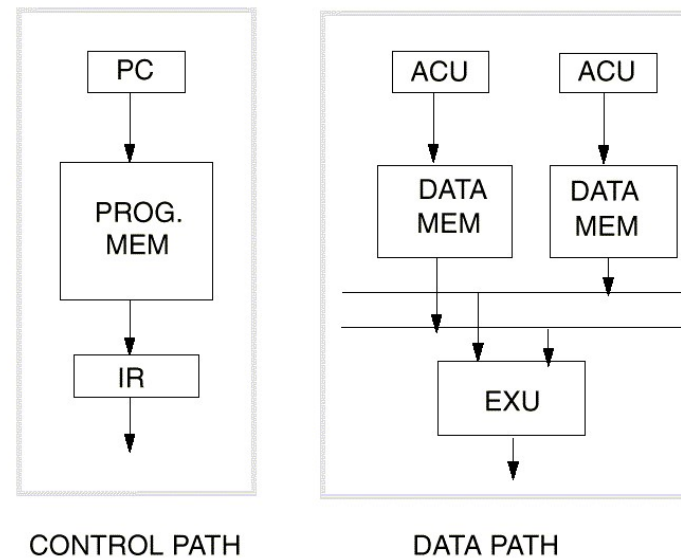 PC
PROG.
MEM
IR
CONTROL PATH
ACU
ACU
DATA
MEM
DATA
MEM
EXU
DATA PATH